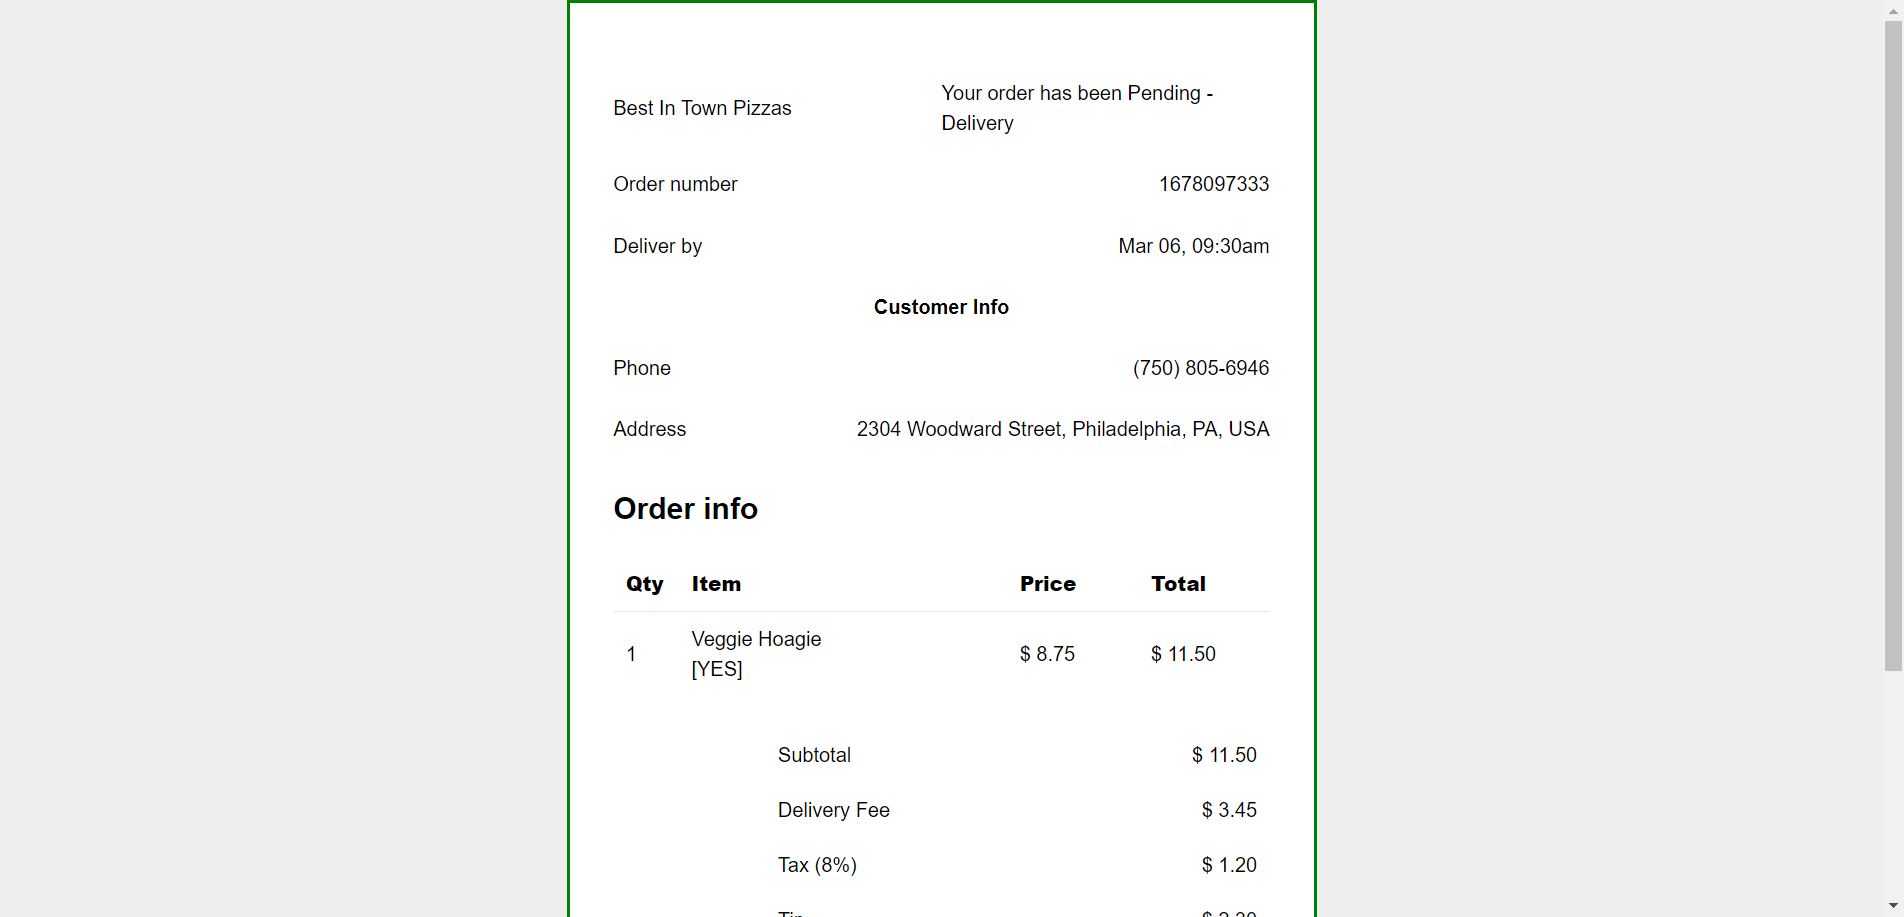 Best In Town Pizzas
Your order has been Pending -
Delivery
Order number 1678097333
Deliver by Mar 06, 09:30am
Customer Info
Phone (750) 805-6946
Address 2304 Woodward Street, Philadelphia, PA, USA
Order info
Qty Item Price Total
1 Veggie Hoagie $ 8.75 $ 11.50
[YES]
Subtotal $ 11.50
Delivery Fee $ 3.45
Tax (8%) $ 1.20